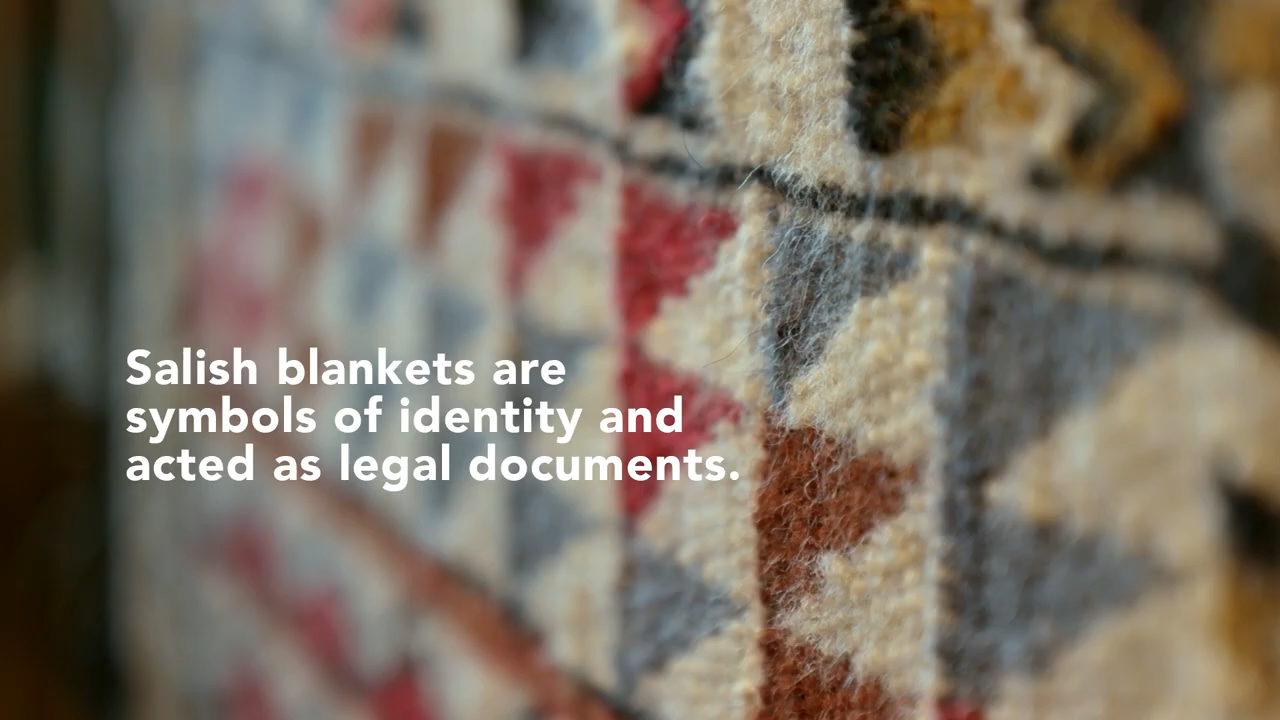 Salish blankets are
symbols of identity and
acted as legal documents.